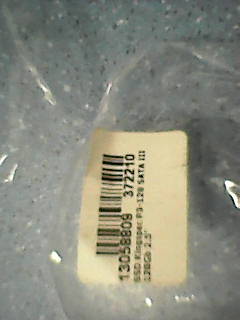 372210
13058809
SSD Kingspec P3-128 SATA III
128Gb 2.5"